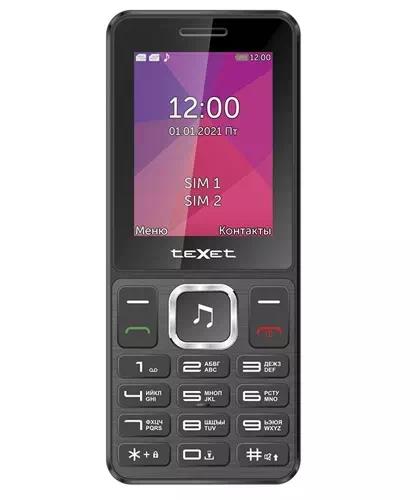 12:00
12:00
01.01.2021 Пт
SIM 1
SIM 2
Меню Контакты
teXet
1 2 АБВГ ABC 3 ДЕЖЗ DEF
4 ИЙКЛ GHI 5 МНОП JKL 6 РСТУ MNO
7 ФХЦЧ PQRS 8 ШЩЪЫ TUV 9 ЬЭЮЯ WXYZ
* + 0 #